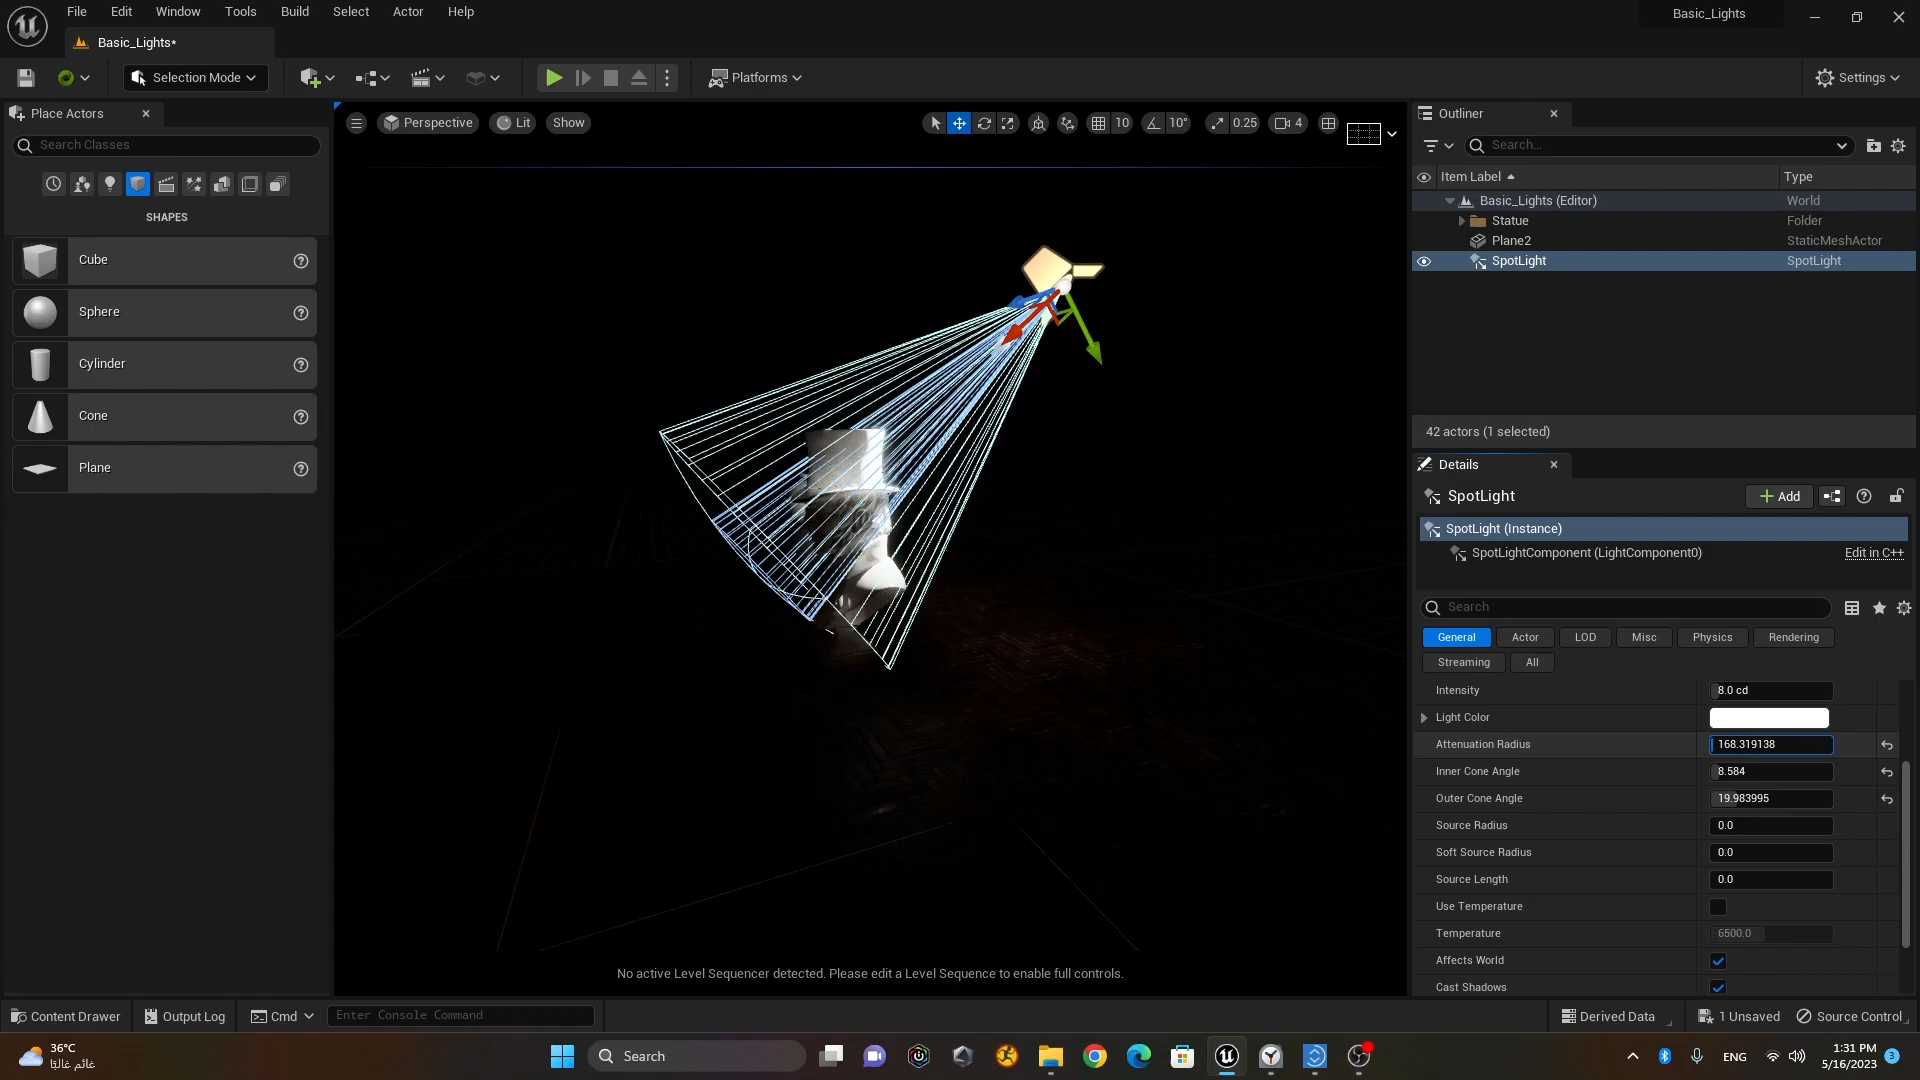 File Edit Window Tools Build Select Actor Help
Basic_Lights
Basic_Lights*
Selection Mode
Platforms
Settings
Place Actors
Search Classes
SHAPES
Cube
Sphere
Cylinder
Cone
Plane
Perspective Lit Show
10 10° 0.25 4
No active Level Sequencer detected. Please edit a Level Sequence to enable full controls.
Outliner
Search...
Item Label Type
Basic_Lights (Editor) World
Statue Folder
Plane2 StaticMeshActor
SpotLight SpotLight
42 actors (1 selected)
Details
SpotLight
Add
SpotLight (Instance)
SpotLightComponent (LightComponent0) Edit in C++
Search
General Actor LOD Misc Physics Rendering
Streaming All
Intensity 8.0 cd
Light Color
Attenuation Radius 168.319138
Inner Cone Angle 8.584
Outer Cone Angle 19.983995
Source Radius 0.0
Soft Source Radius 0.0
Source Length 0.0
Use Temperature
Temperature 6500.0
Affects World
Cast Shadows
Content Drawer Output Log Cmd Enter Console Command
Derived Data 1 Unsaved Source Control
36°C
غائم غالبًا
Search
ENG
1:31 PM
5/16/2023
3